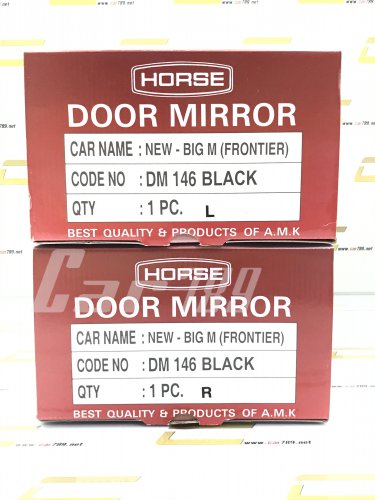 HORSE
DOOR MIRROR
CAR NAME : NEW - BIG M (FRONTIER)
CODE NO : DM 146 BLACK
QTY : 1 PC. L
BEST QUALITY & PRODUCTS OF A.M.K
HORSE
Car789
DOOR MIRROR
CAR NAME : NEW - BIG M (FRONTIER)
CODE NO : DM 146 BLACK
QTY : 1 PC. R
BEST QUALITY & PRODUCTS OF A.M.K